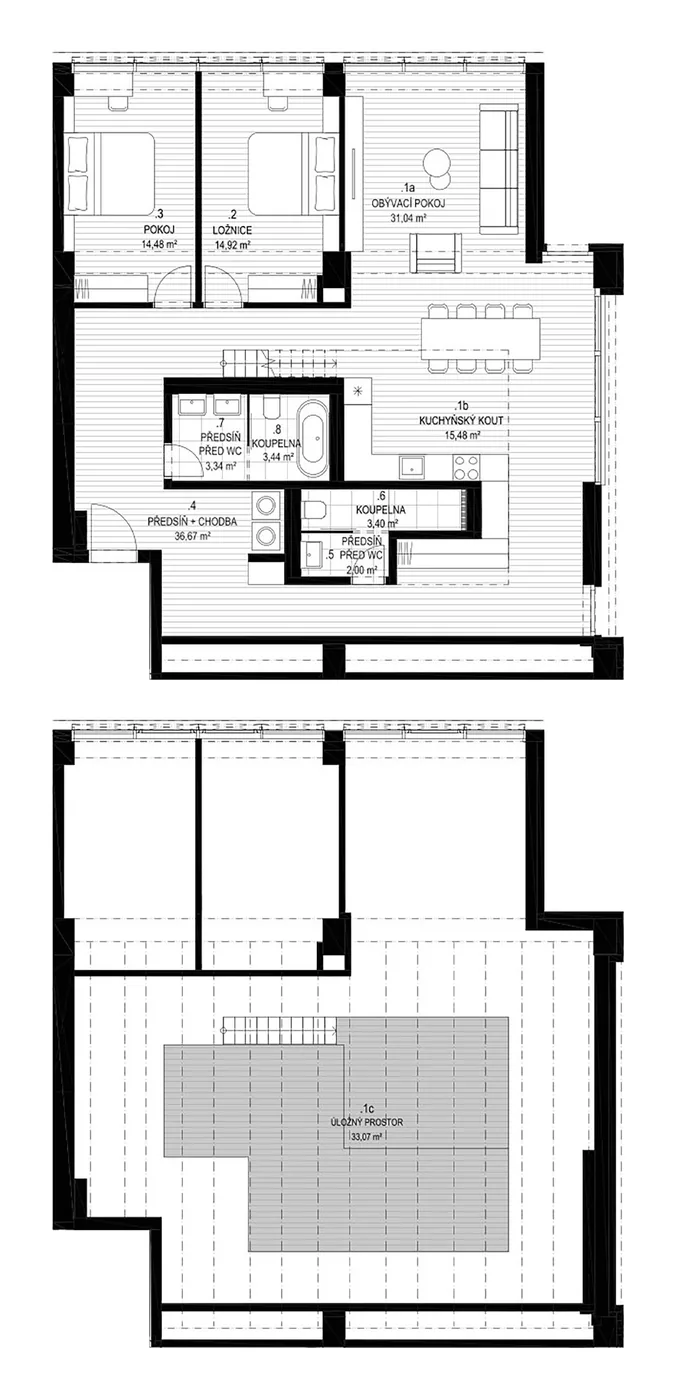 .3
POKOJ
14,48 m²
.2
LOŽNICE
14,92 m²
.1a
OBÝVACÍ POKOJ
31,04 m²
.1b
KUCHYŇSKÝ KOUT
15,48 m²
.7
PŘEDSÍŇ
PŘED WC
3,34 m²
.8
KOUPELNA
3,44 m²
.4
PŘEDSÍŇ + CHODBA
36,67 m²
.6
KOUPELNA
3,40 m²
.5
PŘEDSÍŇ
PŘED WC
2,00 m²
.1c
ÚLOŽNÝ PROSTOR
33,07 m²